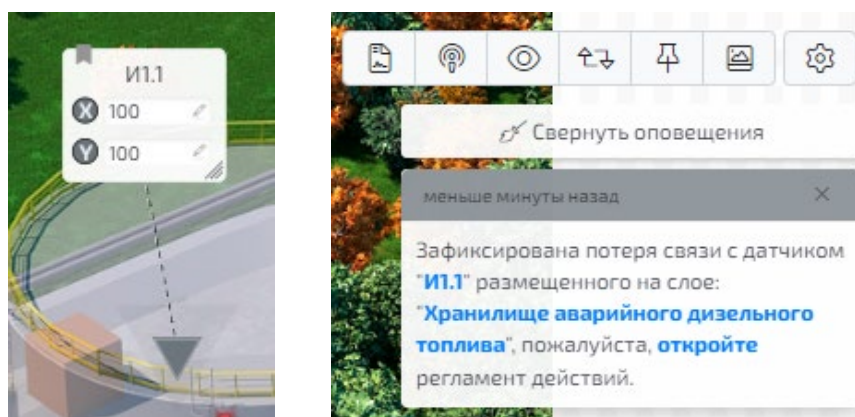 И1.1
X 100
Y 100
Свернуть оповещения
меньше минуты назад
Зафиксирована потеря связи с датчиком
"И1.1" размещенного на слое:
"Хранилище аварийного дизельного
топлива", пожалуйста, откройте
регламент действий.